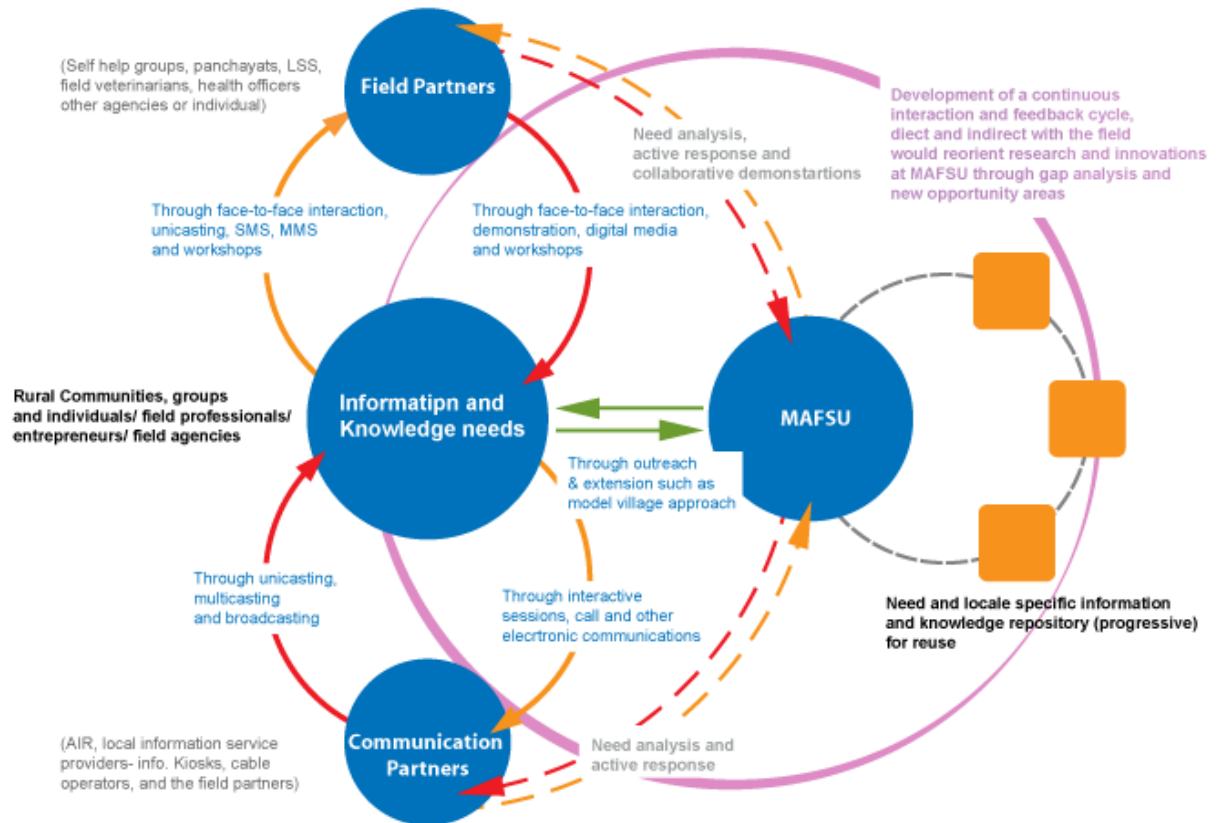 (Self help groups, panchayats, LSS,
field veterinarians, health officers
other agencies or individual)
Field Partners
Need analysis,
active response and
collaborative demonstartions
Development of a continuous
interaction and feedback cycle,
diect and indirect with the field
would reorient research and innovations
at MAFSU through gap analysis and
new opportunity areas
Through face-to-face interaction,
unicasting, SMS, MMS
and workshops
Through face-to-face interaction,
demonstration, digital media
and workshops
Rural Communities, groups
and individuals/ field professionals/
entrepreneurs/ field agencies
Informatipn and
Knowledge needs
MAFSU
Through outreach
& extension such as
model village approach
Through unicasting,
multicasting
and broadcasting
Through interactive
sessions, call and other
elecrtronic communications
Need and locale specific information
and knowledge repository (progressive)
for reuse
(AIR, local information service
providers- info. Kiosks, cable
operators, and the field partners)
Communication
Partners
Need analysis and
active response